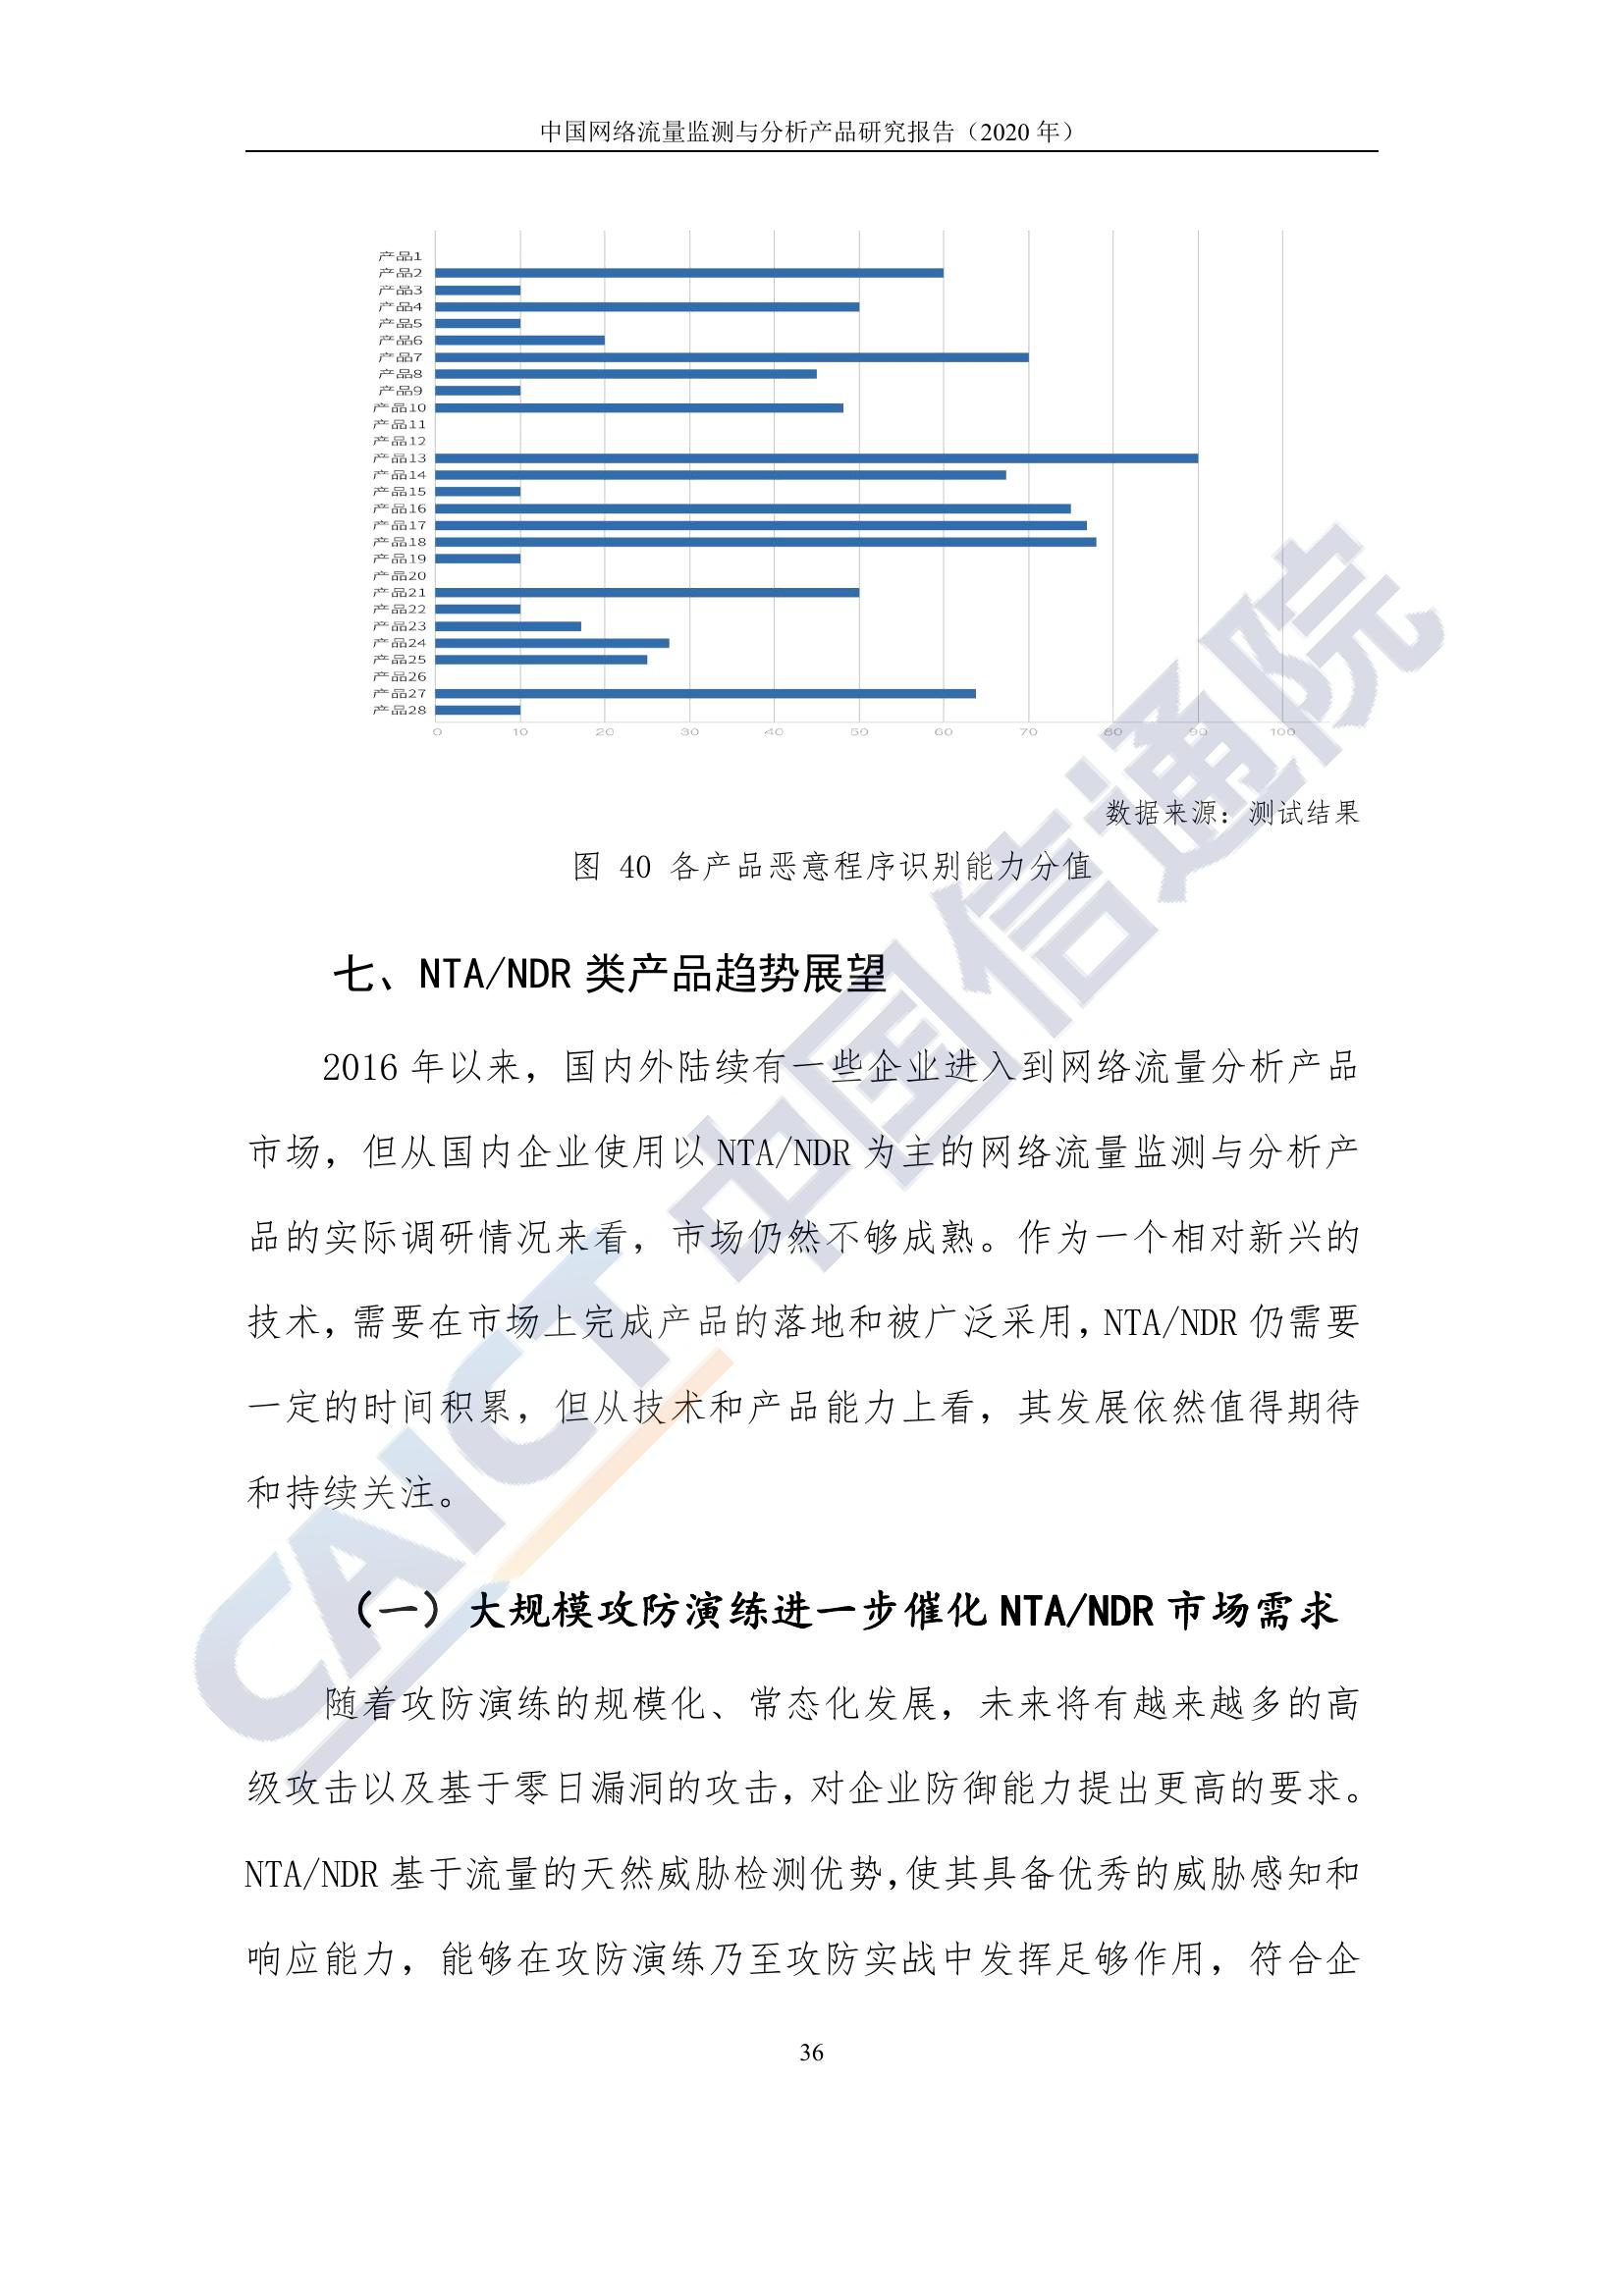 中国网络流量监测与分析产品研究报告（2020 年）
产品1
产品2
产品3
产品4
产品5
产品6
产品7
产品8
产品9
产品10
产品11
产品12
产品13
产品14
产品15
产品16
产品17
产品18
产品19
产品20
产品21
产品22
产品23
产品24
产品25
产品26
产品27
产品28
0 10 20 30 40 50 60 70 80 90 100
数据来源：测试结果
图 40 各产品恶意程序识别能力分值
七、NTA/NDR 类产品趋势展望
2016 年以来，国内外陆续有一些企业进入到网络流量分析产品
市场，但从国内企业使用以 NTA/NDR 为主的网络流量监测与分析产
品的实际调研情况来看，市场仍然不够成熟。作为一个相对新兴的
技术，需要在市场上完成产品的落地和被广泛采用，NTA/NDR 仍需要
一定的时间积累，但从技术和产品能力上看，其发展依然值得期待
和持续关注。
（一）大规模攻防演练进一步催化 NTA/NDR 市场需求
随着攻防演练的规模化、常态化发展，未来将有越来越多的高
级攻击以及基于零日漏洞的攻击，对企业防御能力提出更高的要求。
NTA/NDR 基于流量的天然威胁检测优势，使其具备优秀的威胁感知和
响应能力，能够在攻防演练乃至攻防实战中发挥足够作用，符合企
36
CAICT 中国信通院